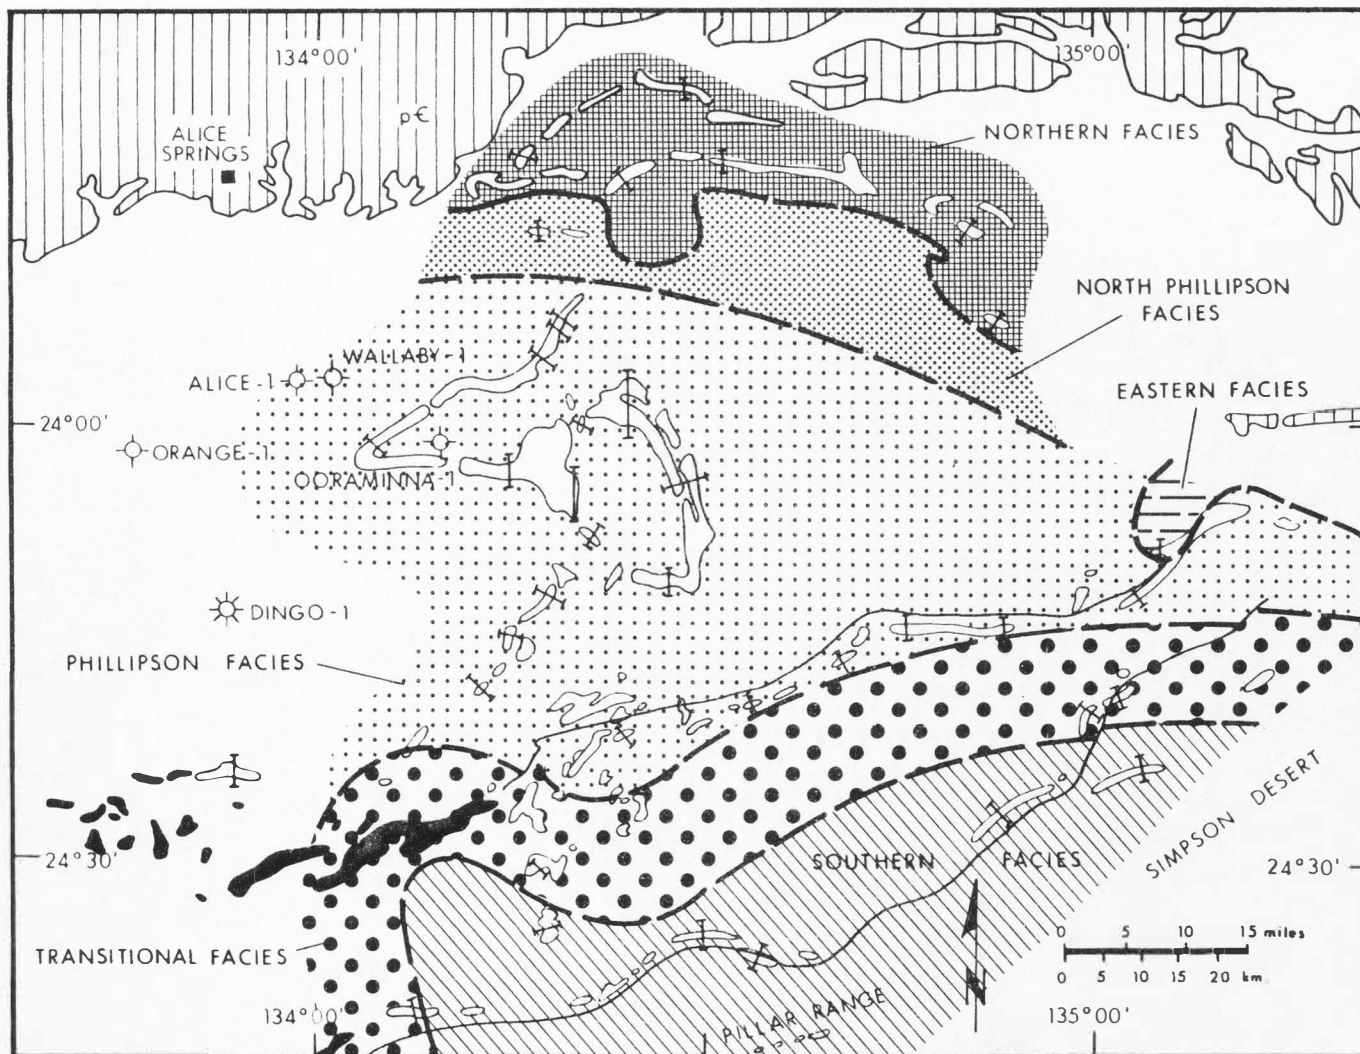 134°00'
135°00'
p€
ALICE
SPRINGS
NORTHERN FACIES
NORTH PHILLIPSON
FACIES
WALLABY-1
ALICE-1
EASTERN FACIES
24°00'
ORANGE-1
OORAMINNA-1
DINGO-1
PHILLIPSON FACIES
SIMPSON DESERT
24°30'
SOUTHERN FACIES
24°30'
TRANSITIONAL FACIES
0 5 10 15 miles
0 5 10 15 20 km.
N
134°00'
PILLAR RANGE
135°00'